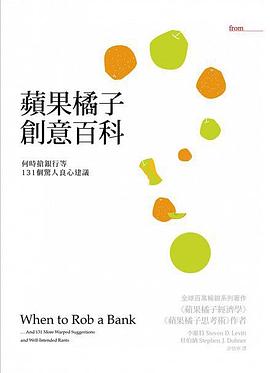 from
蘋果橘子
創意百科
何時搶銀行等
131個驚人良心建議
全球百萬暢銷系列著作
《蘋果橘子經濟學》
《蘋果橘子思考術》作者
李維特 Steven D. Levitt
杜伯納 Stephen J. Dubner
When to Rob a Bank
...And 131 More Warped Suggestions
and Well-Intended Rants